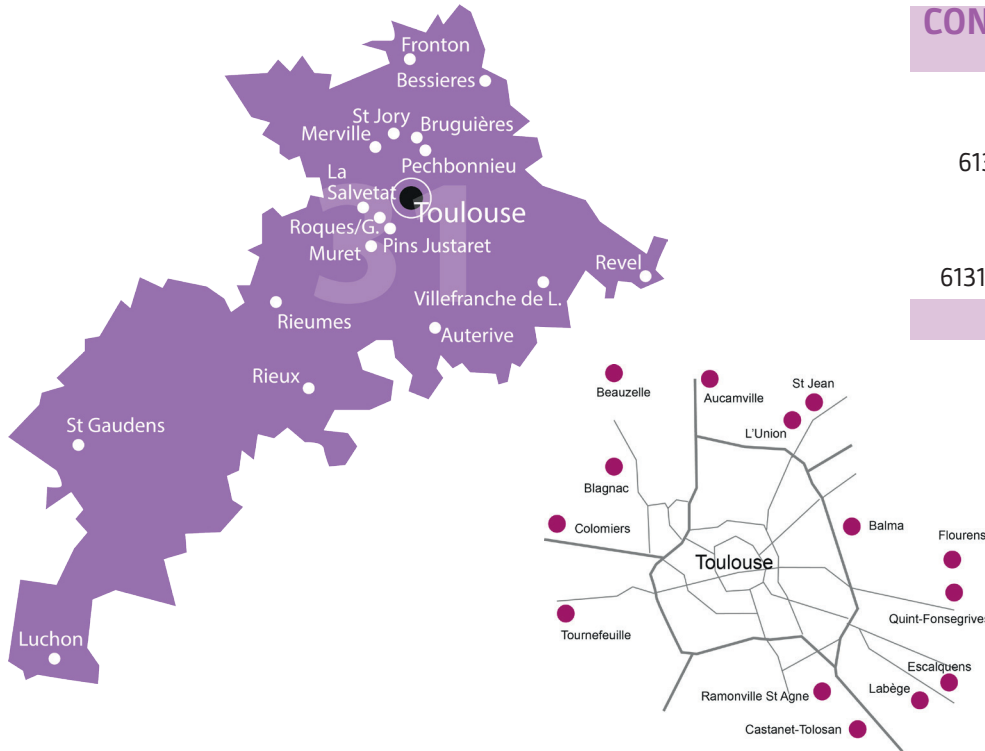 CON
Fronton
Bessieres
St Jory
Bruguières
Merville
Pechbonnieu
613
La
Salvetat
31
Toulouse
Roques/G.
Muret
Pins Justaret
Revel
6131
Villefranche de L.
Rieumes
Auterive
Rieux
St Gaudens
Luchon
Beauzelle
Aucamville
St Jean
L'Union
Blagnac
Colomiers
Balma
Flourens
Toulouse
Quint-Fonsegrives
Tournefeuille
Escalquens
Ramonville St Agne
Labège
Castanet-Tolosan